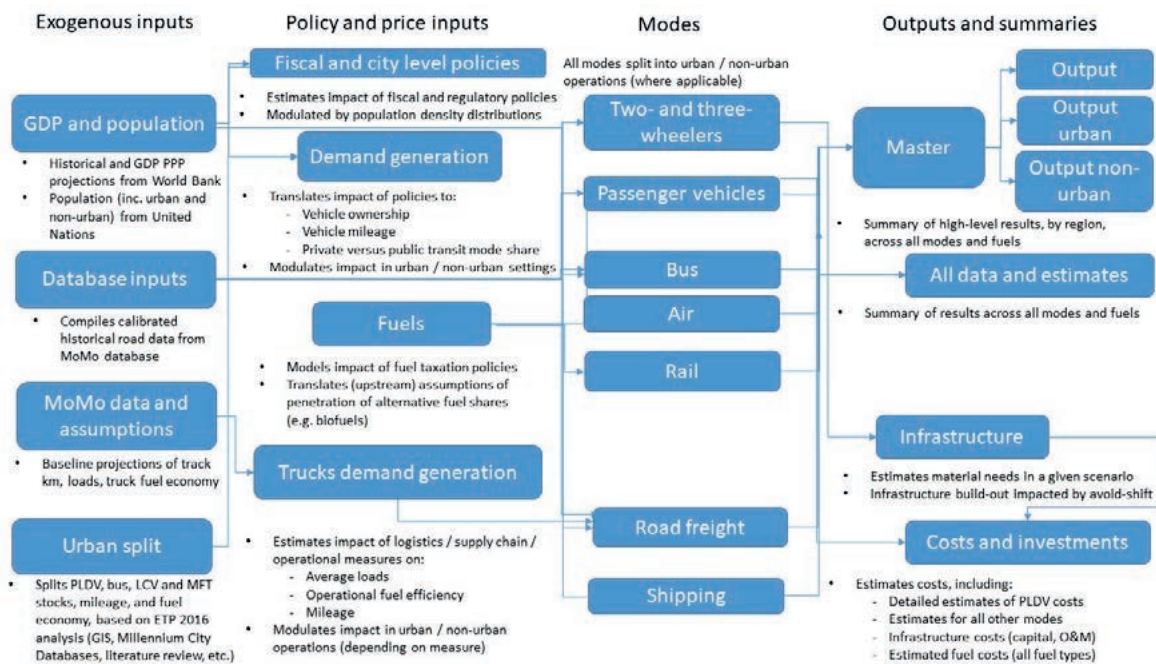 Exogenous inputs
GDP and population
• Historical and GDP PPP
projections from World Bank
• Population (inc. urban and
non-urban) from United
Nations
Database inputs
• Compiles calibrated
historical road data from
MoMo database
MoMo data and
assumptions
• Baseline projections of track
km, loads, truck fuel economy
Urban split
• Splits PLDV, bus, LCV and MFT
stocks, mileage, and fuel
economy, based on ETP 2016
analysis (GIS, Millennium City
Databases, literature review, etc.)
Policy and price inputs
Fiscal and city level policies
• Estimates impact of fiscal and regulatory policies
• Modulated by population density distributions
Demand generation
• Translates impact of policies to:
- Vehicle ownership
- Vehicle mileage
- Private versus public transit mode share
• Modulates impact in urban / non-urban settings
Fuels
• Models impact of fuel taxation policies
• Translates (upstream) assumptions of
penetration of alternative fuel shares
(e.g. biofuels)
Trucks demand generation
• Estimates impact of logistics / supply chain /
operational measures on:
- Average loads
- Operational fuel efficiency
- Mileage
• Modulates impact in urban / non-urban
operations (depending on measure)
Modes
All modes split into urban / non-urban
operations (where applicable)
Two- and three-
wheelers
Passenger vehicles
Bus
Air
Rail
Road freight
Shipping
Outputs and summaries
Master
Output
Output
urban
Output non-
urban
• Summary of high-level results, by region,
across all modes and fuels
All data and estimates
• Summary of results across all modes and fuels
Infrastructure
• Estimates material needs in a given scenario
• Infrastructure build-out impacted by avoid-shift
Costs and investments
• Estimates costs, including:
- Detailed estimates of PLDV costs
- Estimates for all other modes
- Infrastructure costs (capital, O&M)
- Estimated fuel costs (all fuel types)